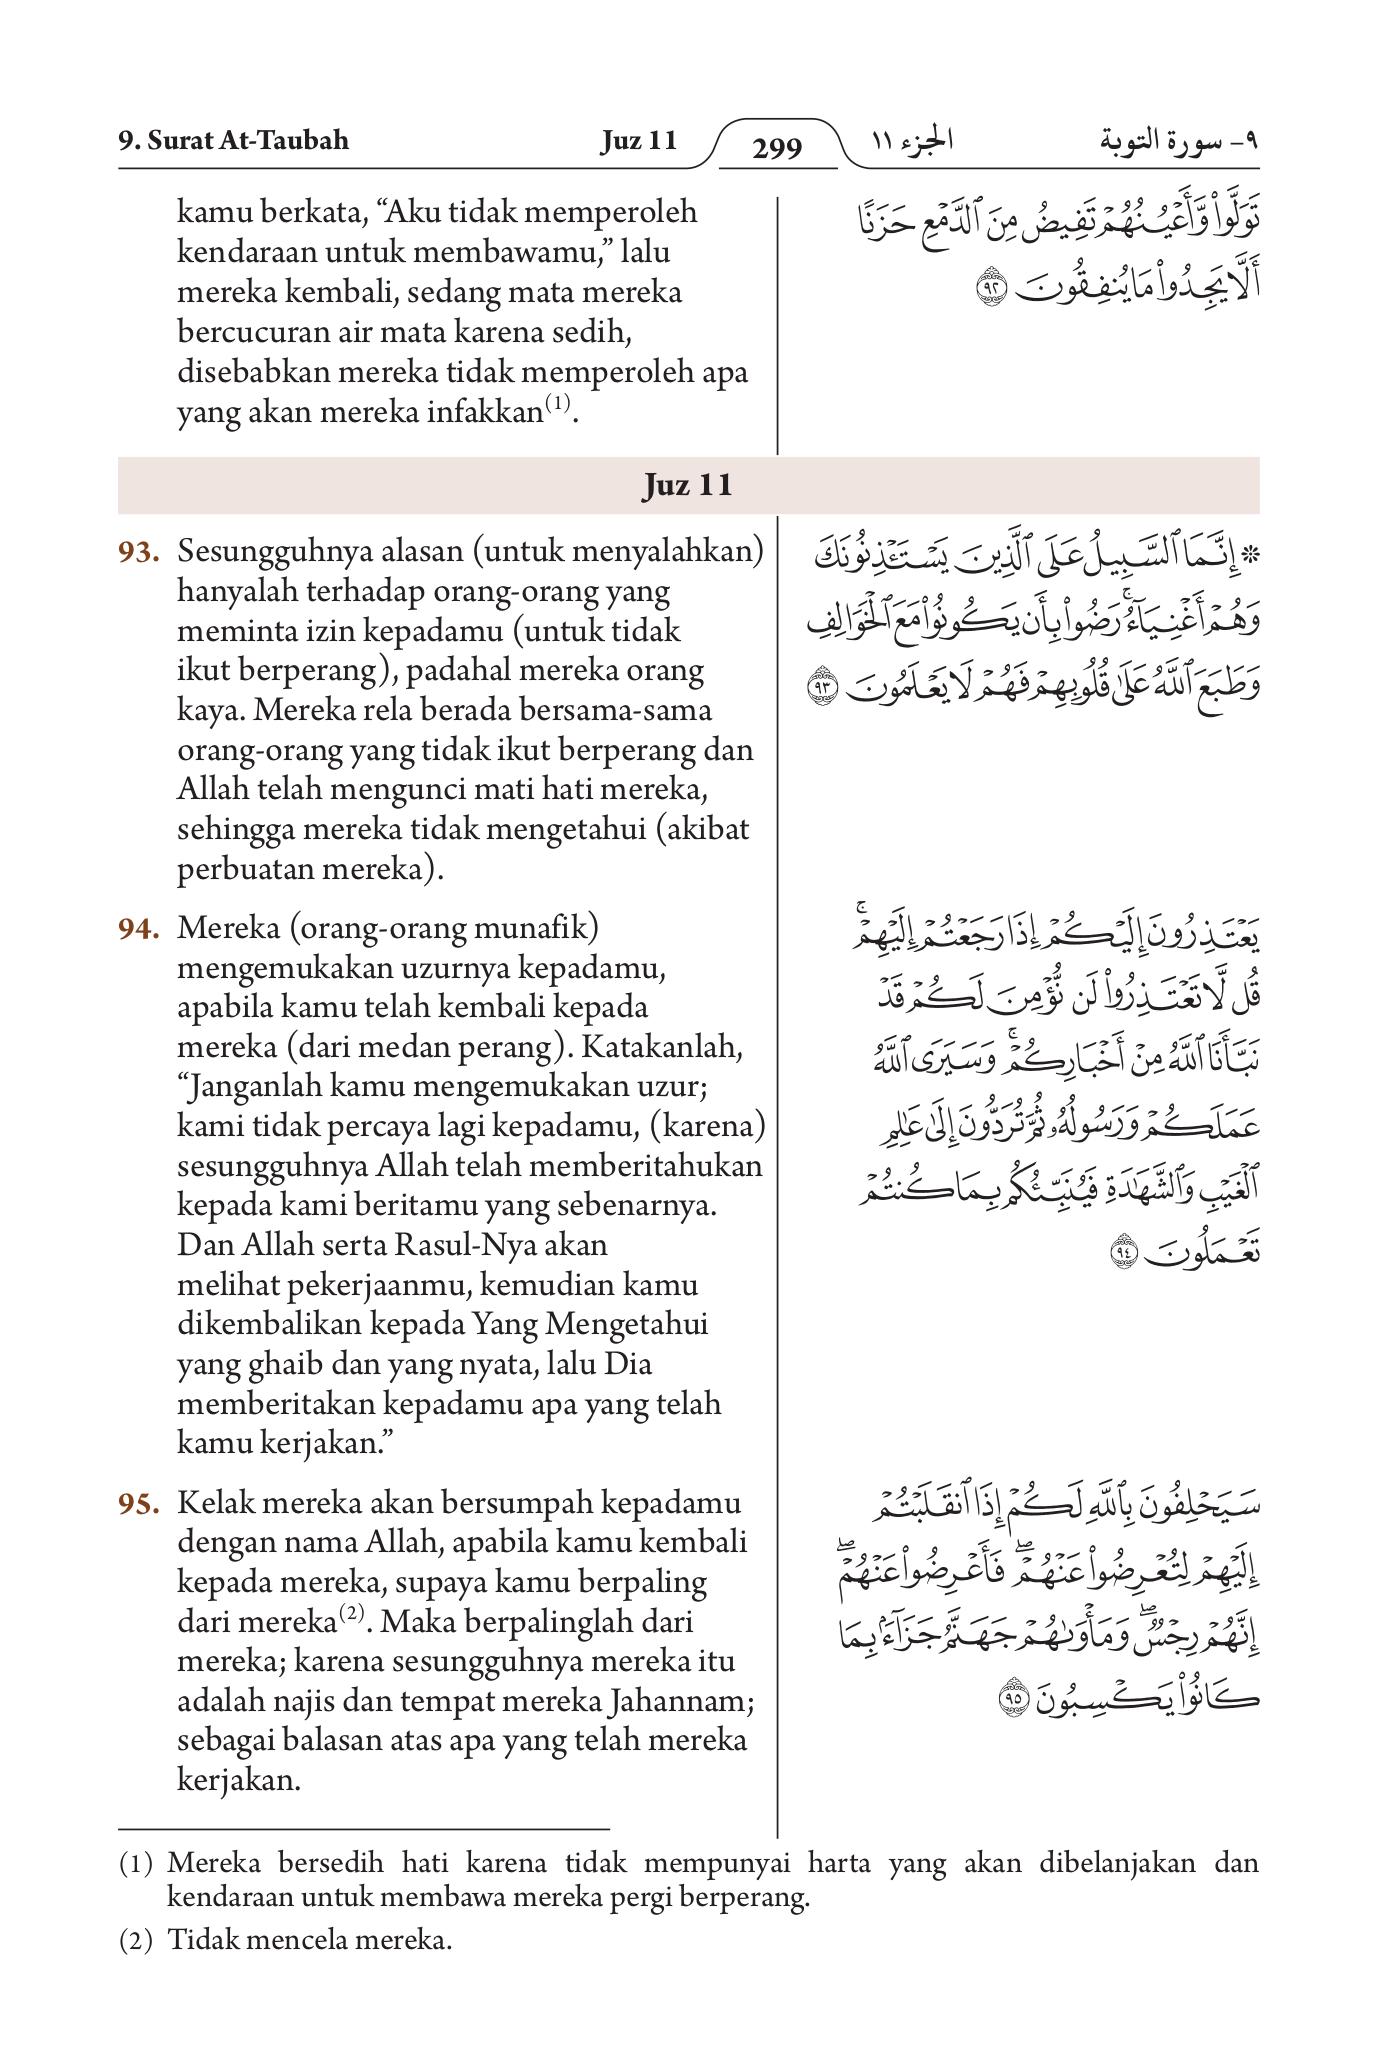 9. Surat At-Taubah Juz 11 299 الجزء ١١ ٩- سورة التوبة
kamu berkata, “Aku tidak memperoleh
kendaraan untuk membawamu,” lalu
mereka kembali, sedang mata mereka
bercucuran air mata karena sedih,
disebabkan mereka tidak memperoleh apa
yang akan mereka infakkan(1).
تَوَلَّواْ وَّأَعۡيُنُهُمۡ تَفِيضُ مِنَ ٱلدَّمۡعِ حَزَنًا
أَلَّا يَجِدُواْ مَا يُنفِقُونَ ٩٢
Juz 11
93. Sesungguhnya alasan (untuk menyalahkan)
hanyalah terhadap orang-orang yang
meminta izin kepadamu (untuk tidak
ikut berperang), padahal mereka orang
kaya. Mereka rela berada bersama-sama
orang-orang yang tidak ikut berperang dan
Allah telah mengunci mati hati mereka,
sehingga mereka tidak mengetahui (akibat
perbuatan mereka).
۞ إِنَّمَا ٱلسَّبِيلُ عَلَى ٱلَّذِينَ يَسۡتَـٔۡذِنُونَكَ
وَهُمۡ أَغۡنِيَآءُۚ رَضُواْ بِأَن يَكُونُواْ مَعَ ٱلۡخَوَالِفِ
وَطَبَعَ ٱللَّهُ عَلَىٰ قُلُوبِهِمۡ فَهُمۡ لَا يَعۡلَمُونَ ٩٣
94. Mereka (orang-orang munafik)
mengemukakan uzurnya kepadamu,
apabila kamu telah kembali kepada
mereka (dari medan perang). Katakanlah,
“Janganlah kamu mengemukakan uzur;
kami tidak percaya lagi kepadamu, (karena)
sesungguhnya Allah telah memberitahukan
kepada kami beritamu yang sebenarnya.
Dan Allah serta Rasul-Nya akan
melihat pekerjaanmu, kemudian kamu
dikembalikan kepada Yang Mengetahui
yang ghaib dan yang nyata, lalu Dia
memberitakan kepadamu apa yang telah
kamu kerjakan.”
يَعۡتَذِرُونَ إِلَيۡكُمۡ إِذَا رَجَعۡتُمۡ إِلَيۡهِمۡۚ
قُل لَّا تَعۡتَذِرُواْ لَن نُّؤۡمِنَ لَكُمۡ قَدۡ
نَبَّأَنَا ٱللَّهُ مِنۡ أَخۡبَارِكُمۡۚ وَسَيَرَى ٱللَّهُ
عَمَلَكُمۡ وَرَسُولُهُۥ ثُمَّ تُرَدُّونَ إِلَىٰ عَٰلِمِ
ٱلۡغَيۡبِ وَٱلشَّهَٰدَةِ فَيُنَبِّئُكُم بِمَا كُنتُمۡ
تَعۡمَلُونَ ٩٤
95. Kelak mereka akan bersumpah kepadamu
dengan nama Allah, apabila kamu kembali
kepada mereka, supaya kamu berpaling
dari mereka(2). Maka berpalinglah dari
mereka; karena sesungguhnya mereka itu
adalah najis dan tempat mereka Jahannam;
sebagai balasan atas apa yang telah mereka
kerjakan.
سَيَحۡلِفُونَ بِٱللَّهِ لَكُمۡ إِذَا ٱنقَلَبۡتُمۡ
إِلَيۡهِمۡ لِتُعۡرِضُواْ عَنۡهُمۡۖ فَأَعۡرِضُواْ عَنۡهُمۡۖ
إِنَّهُمۡ رِجۡسٞۖ وَمَأۡوَىٰهُمۡ جَهَنَّمُ جَزَآءَۢ بِمَا
كَانُواْ يَكۡسِبُونَ ٩٥
(1) Mereka bersedih hati karena tidak mempunyai harta yang akan dibelanjakan dan
kendaraan untuk membawa mereka pergi berperang.
(2) Tidak mencela mereka.